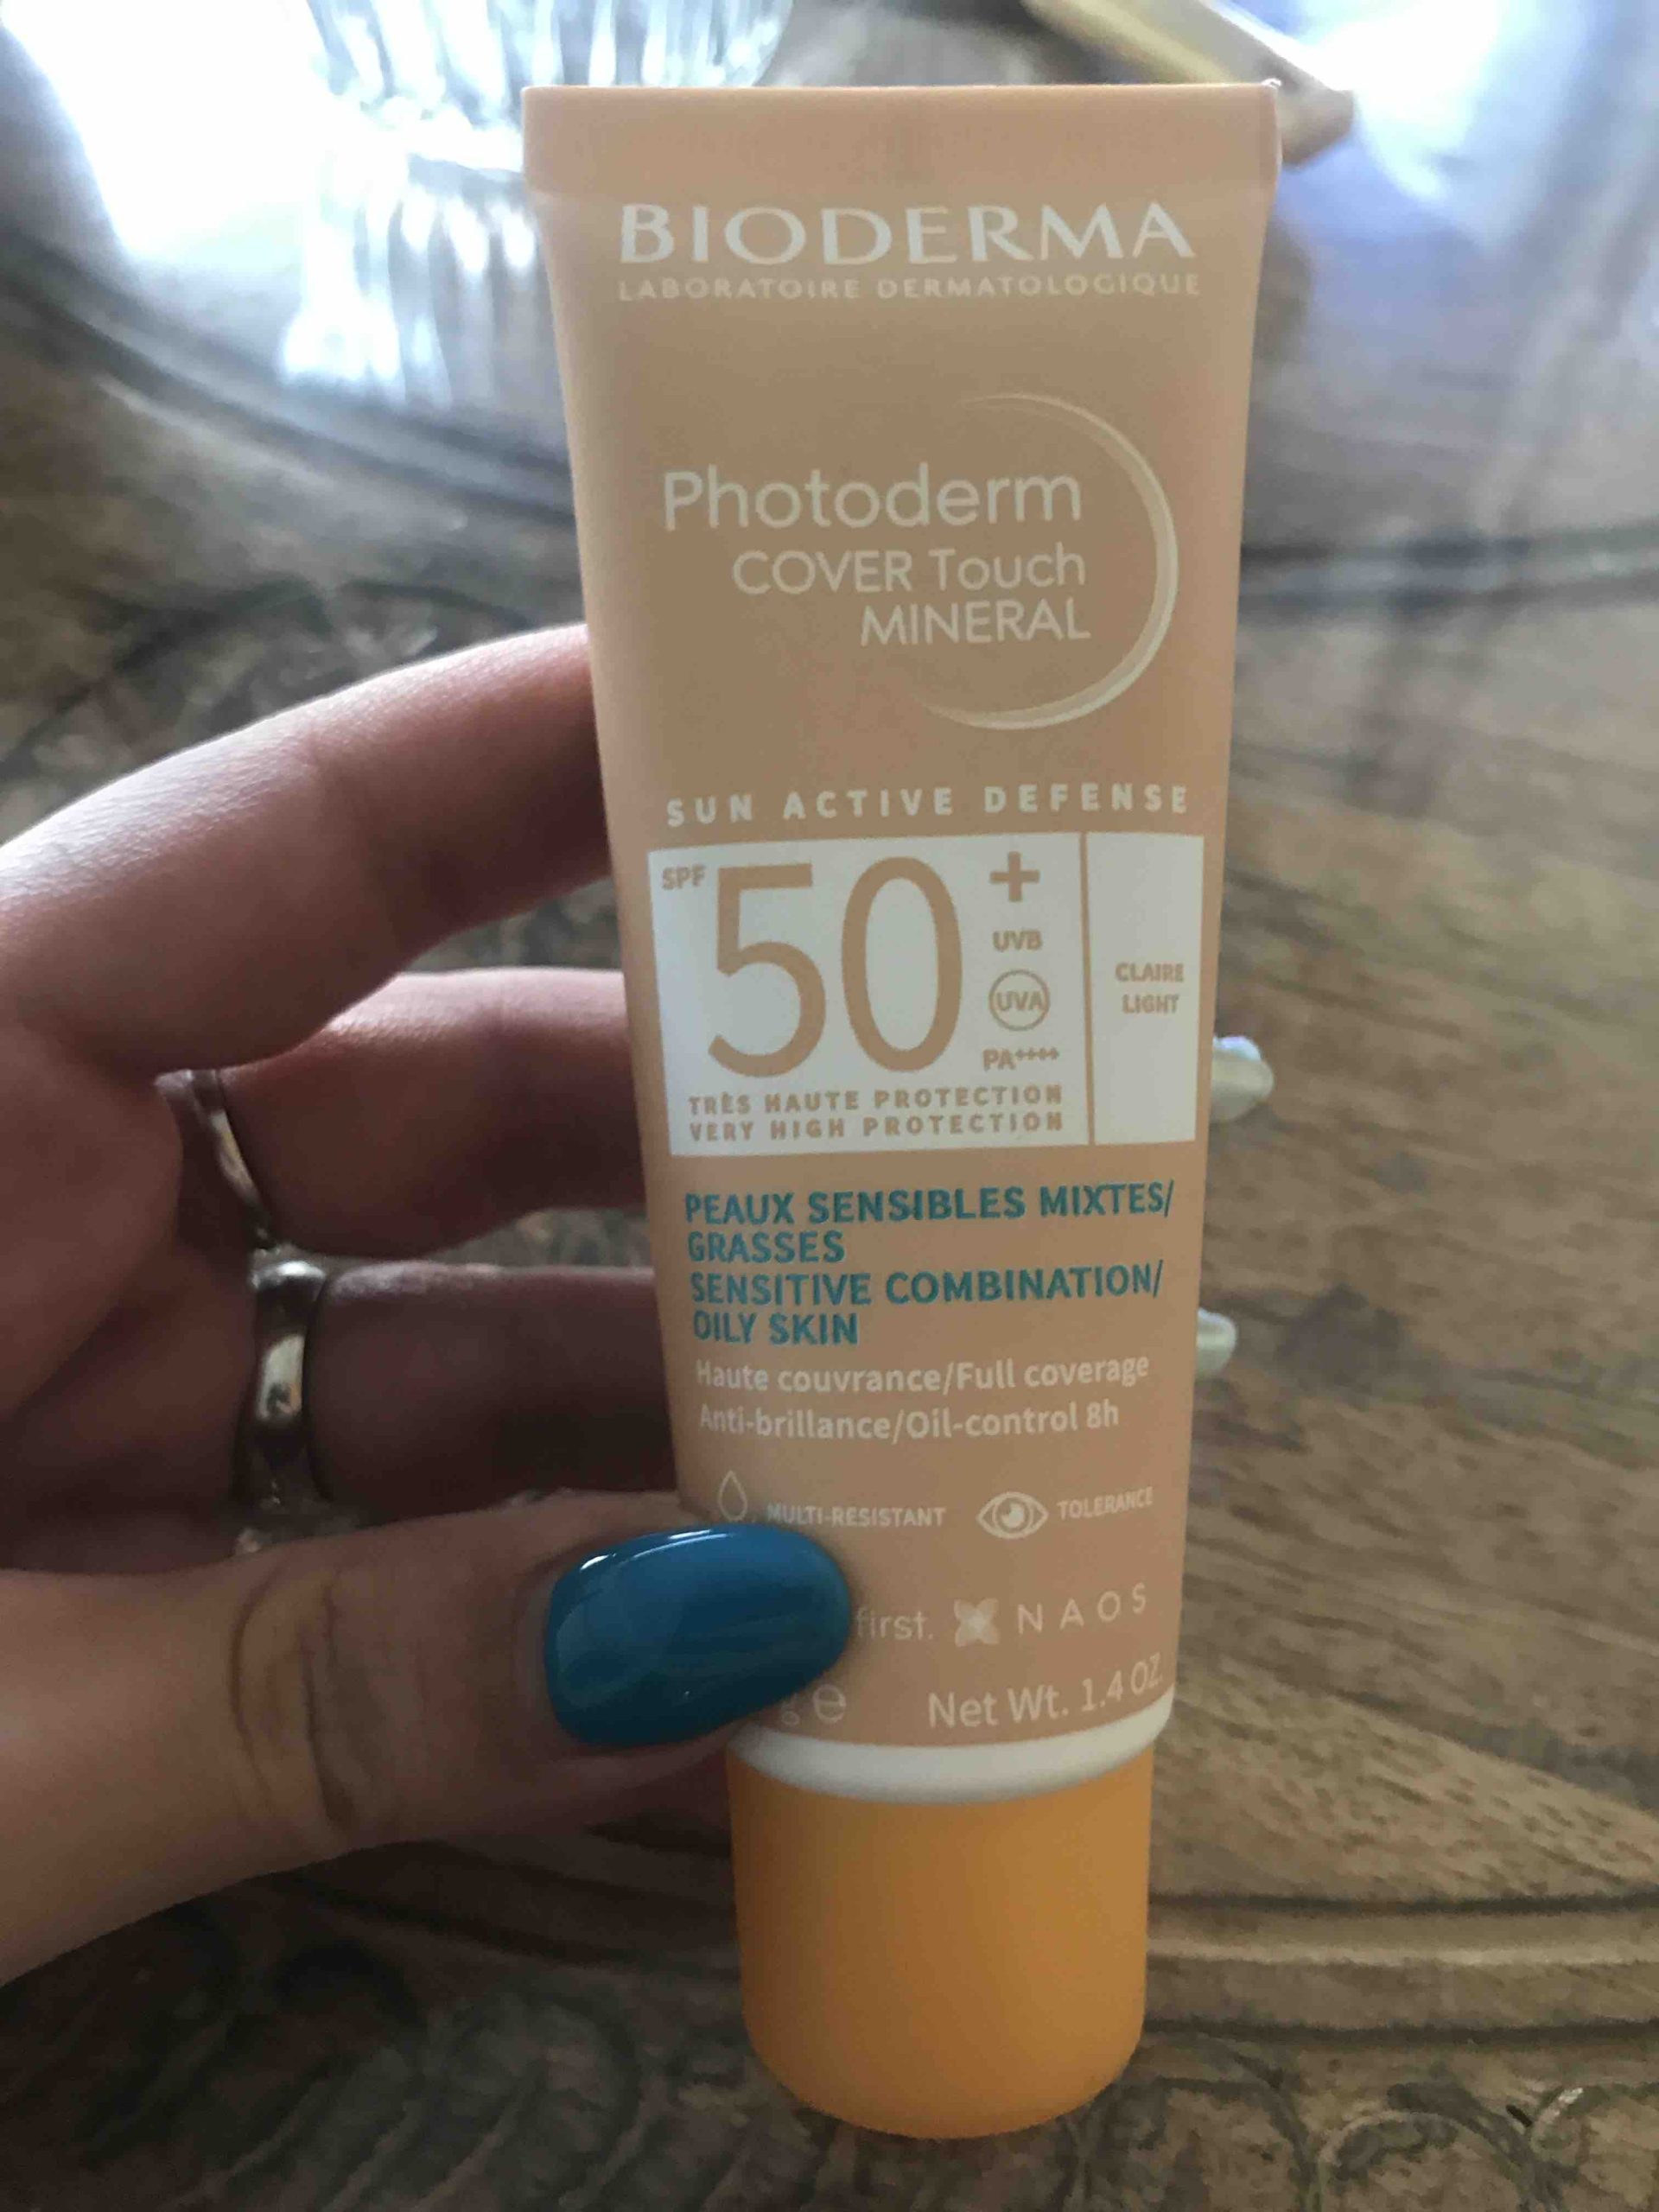 BIODERMA
LABORATOIRE DERMATOLOGIQUE
Photoderm
COVER Touch
MINERAL
SUN ACTIVE DEFENSE
SPF 50+
UVB
UVA
PA++++
TRÈS HAUTE PROTECTION
VERY HIGH PROTECTION
CLAIRE
LIGHT
PEAUX SENSIBLES MIXTES/
GRASSES
SENSITIVE COMBINATION/
OILY SKIN
Haute couvrance/Full coverage
Anti-brillance/Oil-control 8h
MULTI-RESISTANT
TOLERANCE
first. NAOS
g e Net Wt. 1.4 OZ.